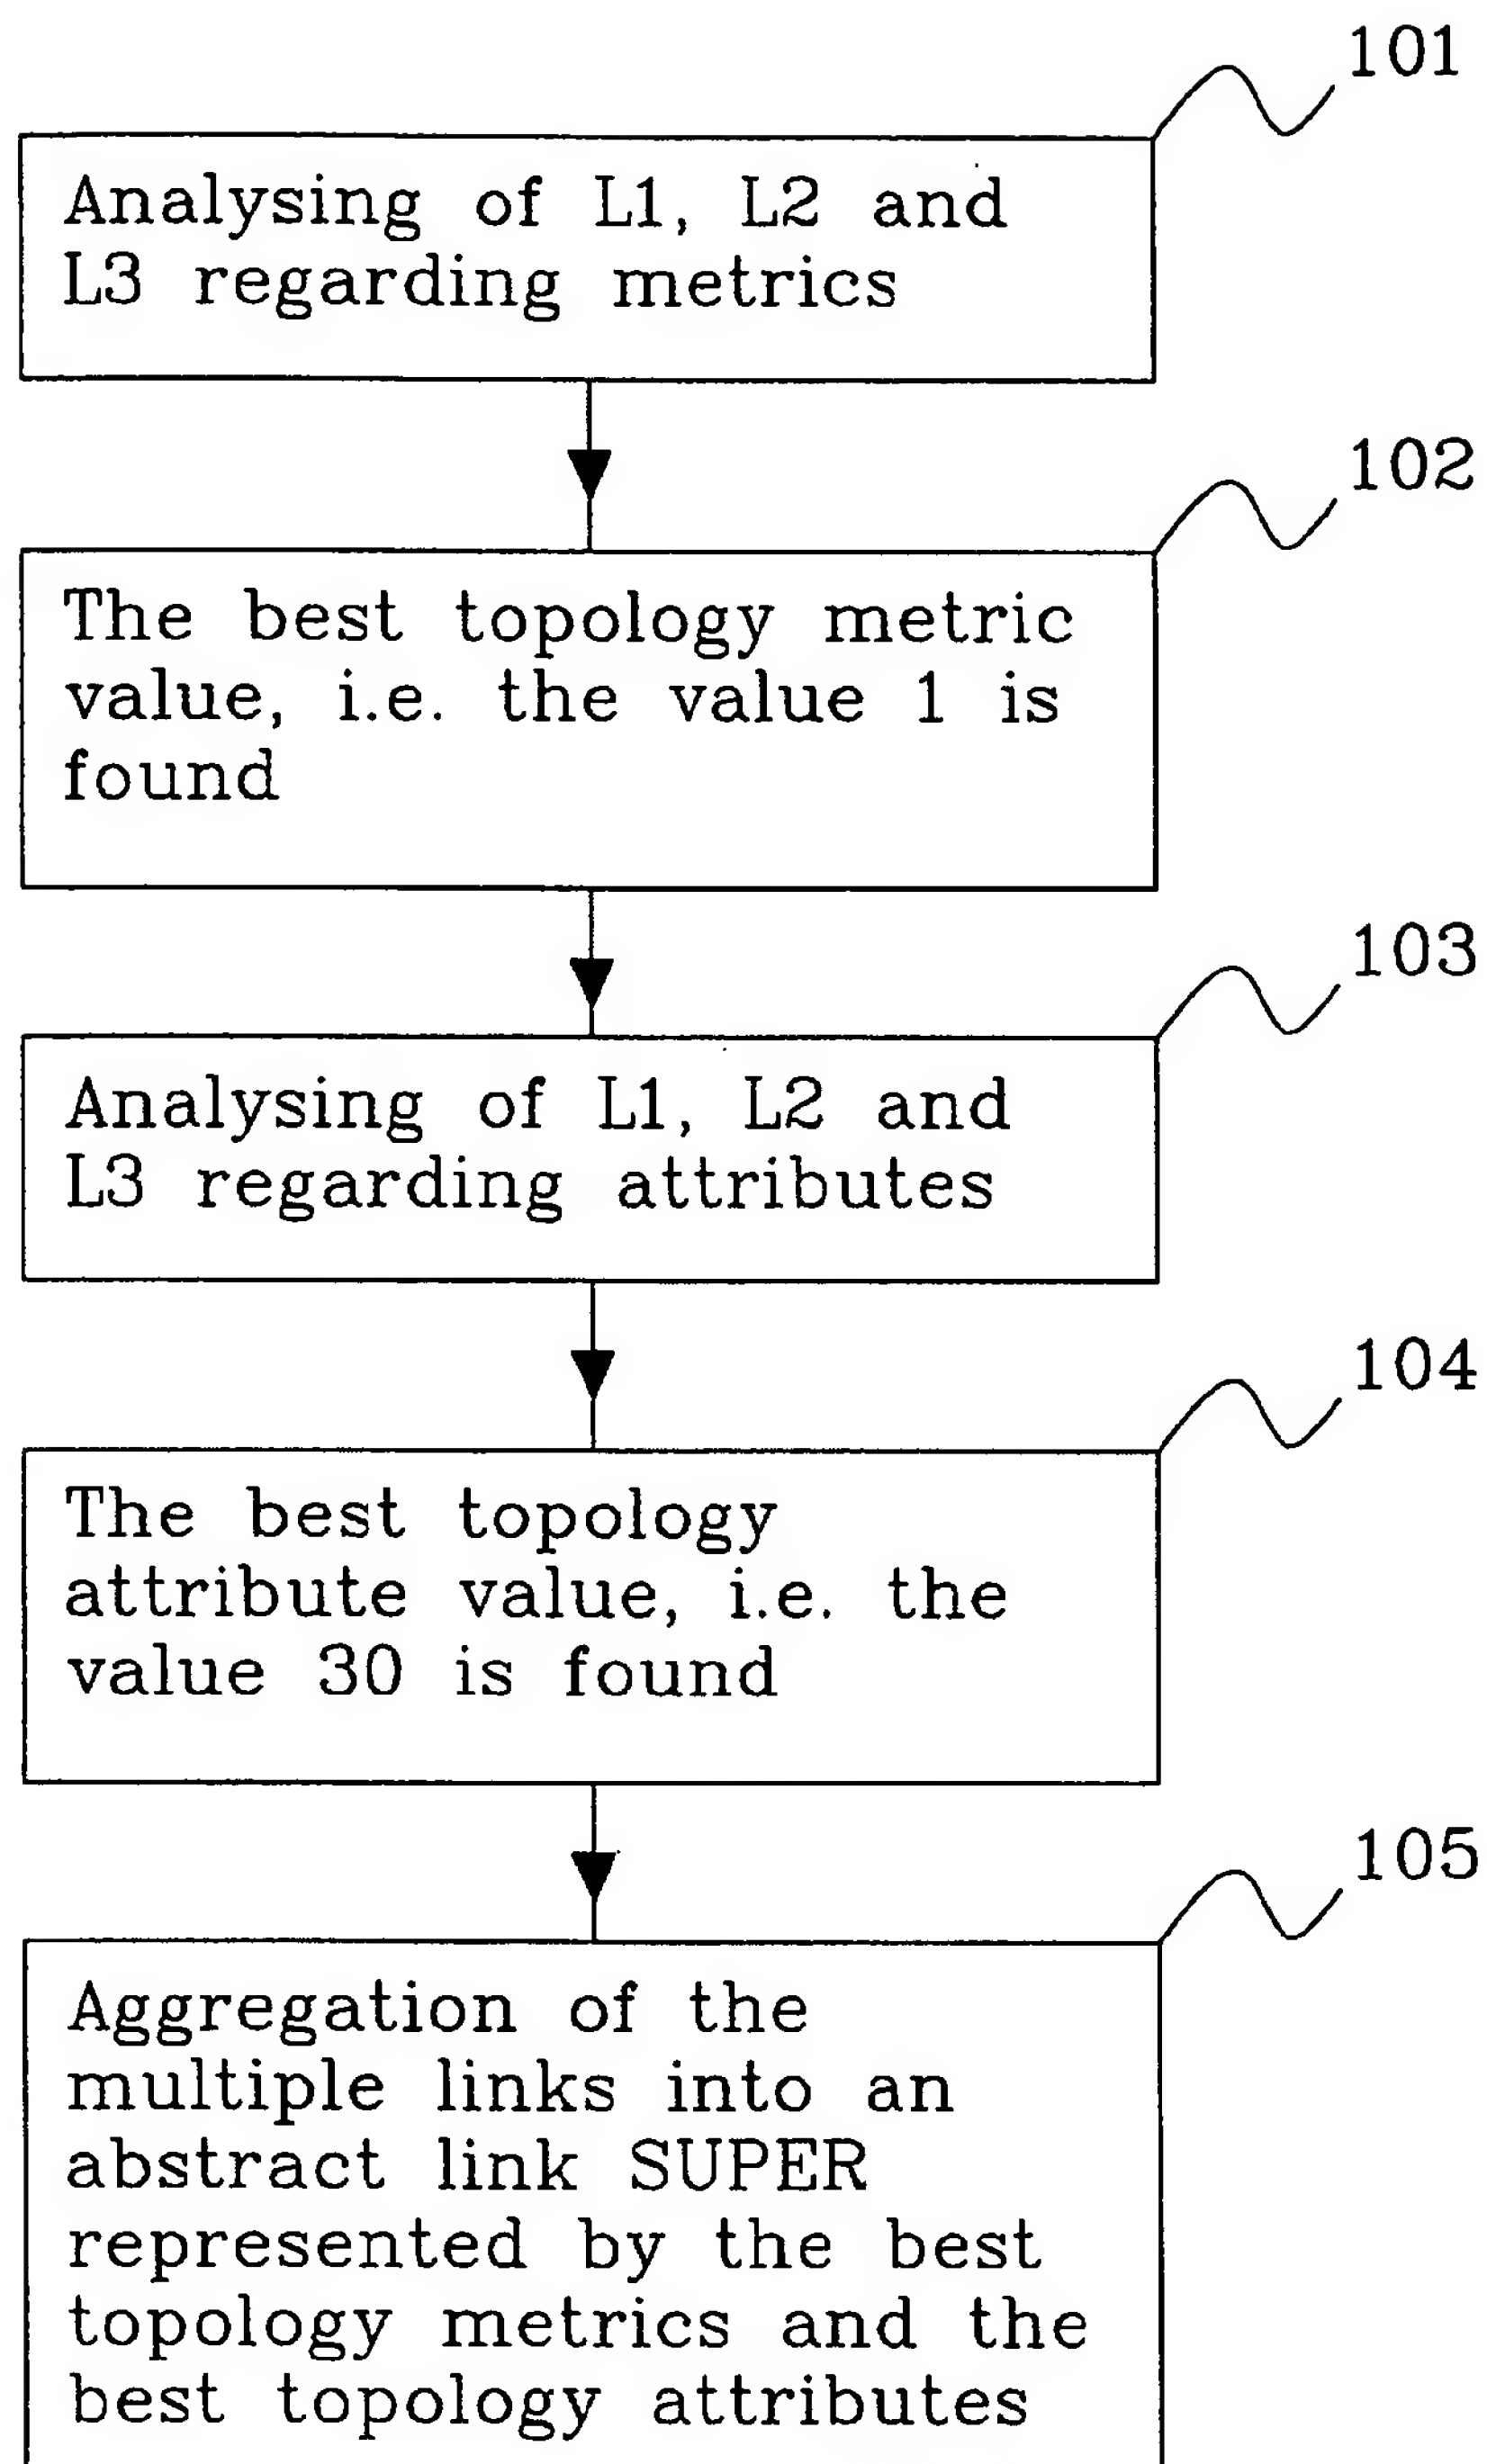 101
Analysing of L1, L2 and
L3 regarding metrics
102
The best topology metric
value, i.e. the value 1 is
found
103
Analysing of L1, L2 and
L3 regarding attributes
104
The best topology
attribute value, i.e. the
value 30 is found
105
Aggregation of the
multiple links into an
abstract link SUPER
represented by the best
topology metrics and the
best topology attributes